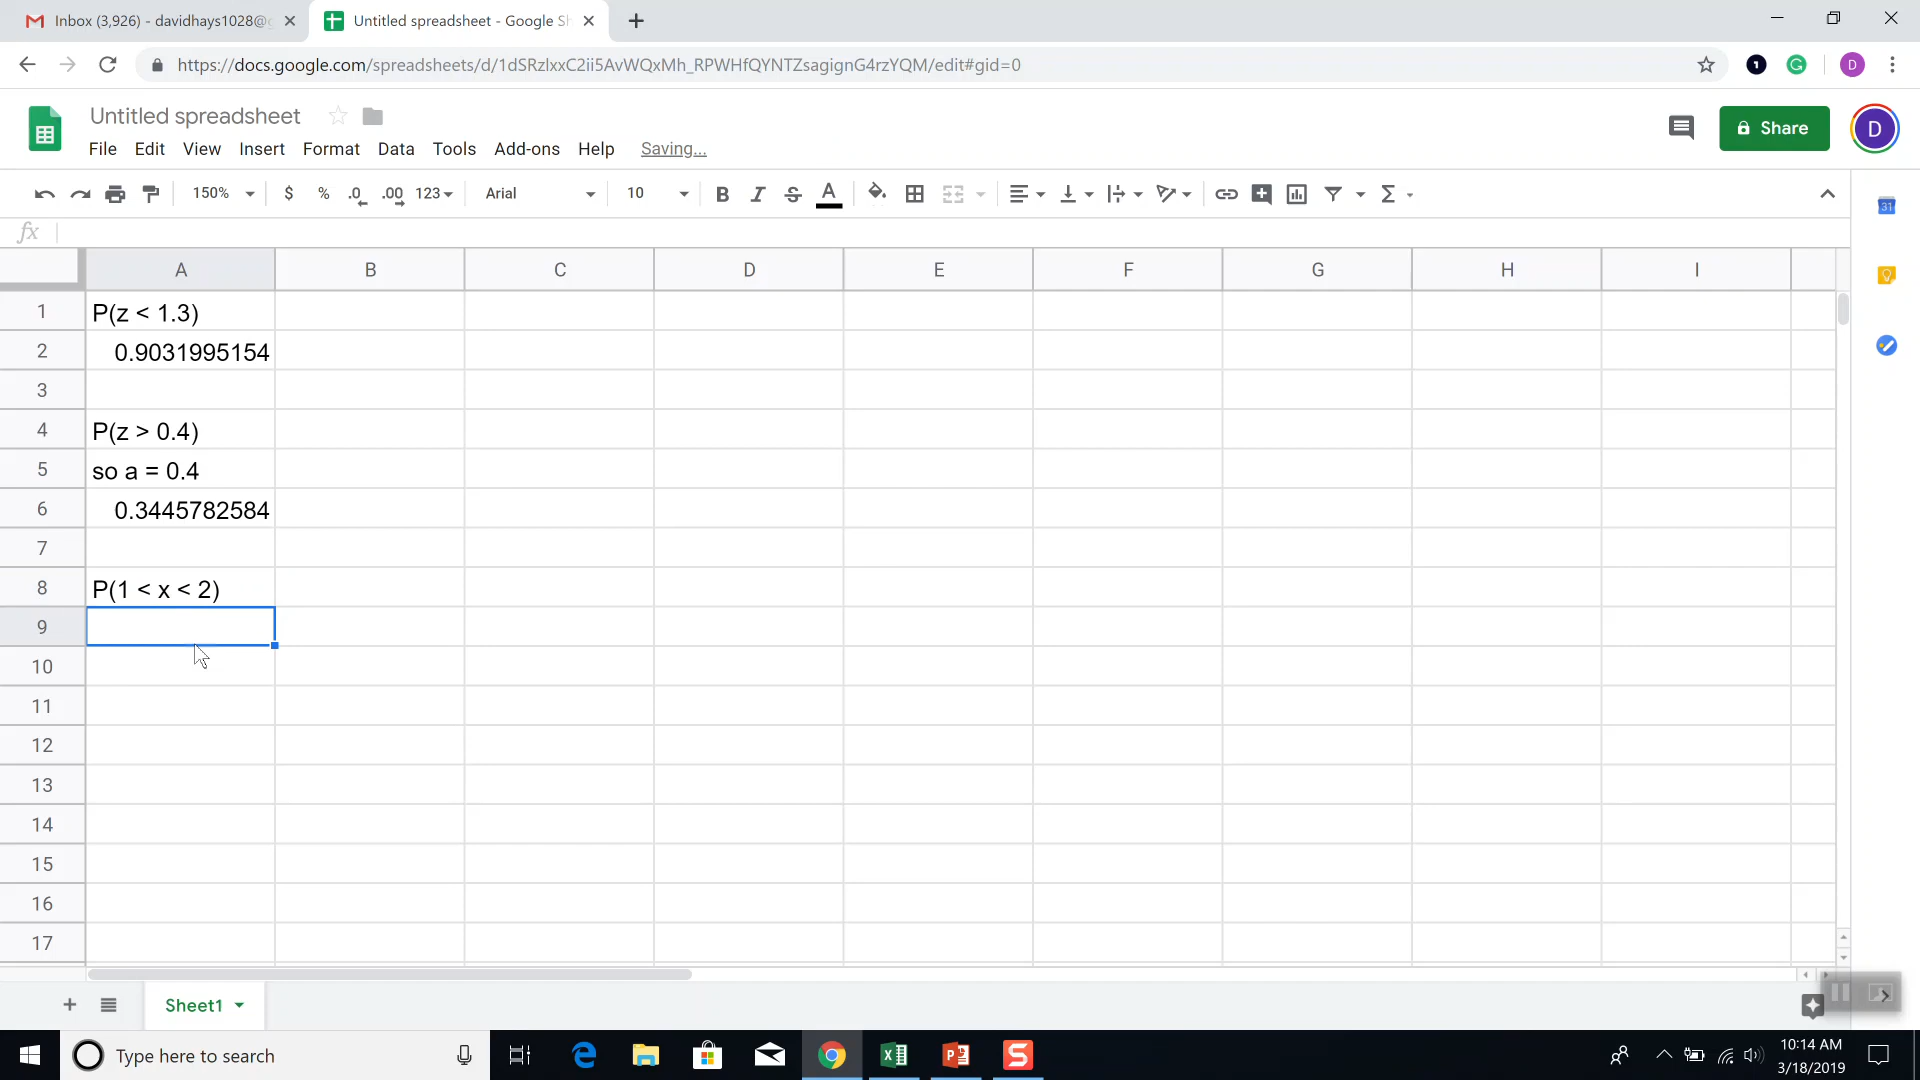 Inbox (3,926) - davidhays1028@
Untitled spreadsheet - Google Sh
https://docs.google.com/spreadsheets/d/1dSRzlxxC2ii5AvWQxMh_RPWHfQYNTZsagignG4rzYQM/edit#gid=0
1
D
Untitled spreadsheet
Share
D
File Edit View Insert Format Data Tools Add-ons Help Saving...
150% $ % .0 .00 123 Arial 10 B I S A Σ
31
fx
A B C D E F G H I
1 P(z < 1.3)
2 0.9031995154
3
4 P(z > 0.4)
5 so a = 0.4
6 0.3445782584
7
8 P(1 < x < 2)
9
10
11
12
13
14
15
16
17
Sheet1
Type here to search
10:14 AM
3/18/2019